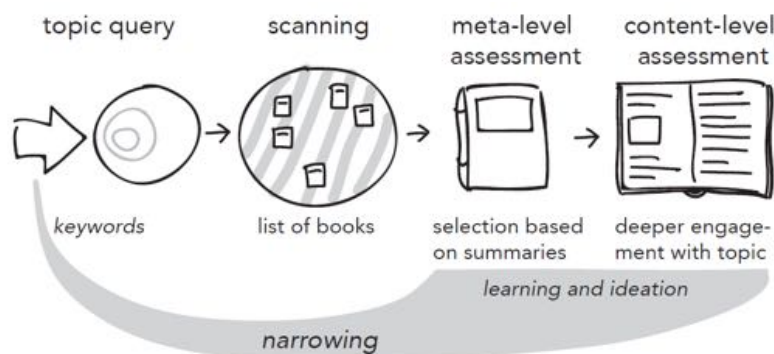 topic query
scanning
meta-level
assessment
content-level
assessment
keywords
list of books
selection based
on summaries
deeper engage-
ment with topic
learning and ideation
narrowing